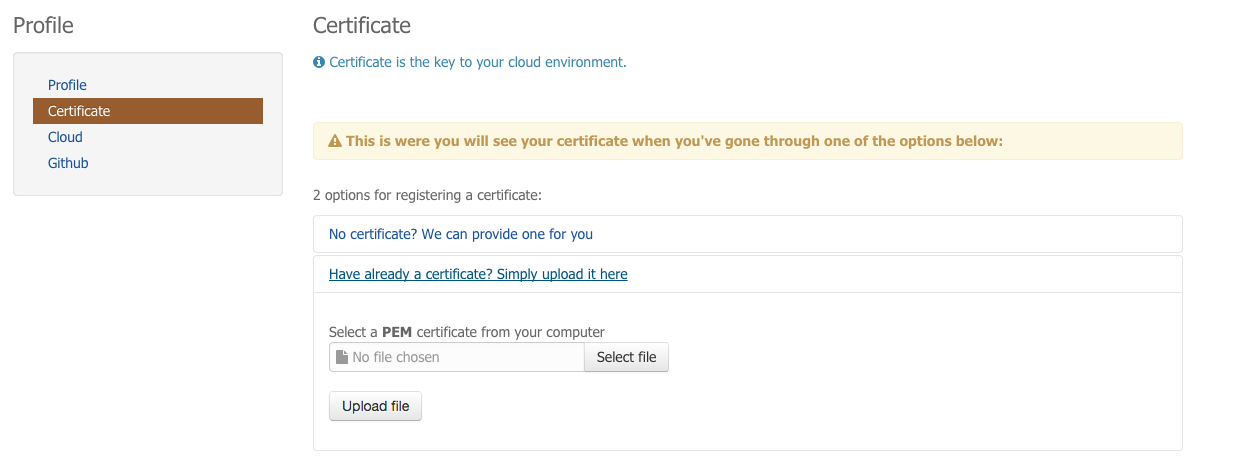 Profile
Profile
Certificate
Cloud
Github
Certificate
Certificate is the key to your cloud environment.
This is were you will see your certificate when you've gone through one of the options below:
2 options for registering a certificate:
No certificate? We can provide one for you
Have already a certificate? Simply upload it here
Select a PEM certificate from your computer
No file chosen Select file
Upload file